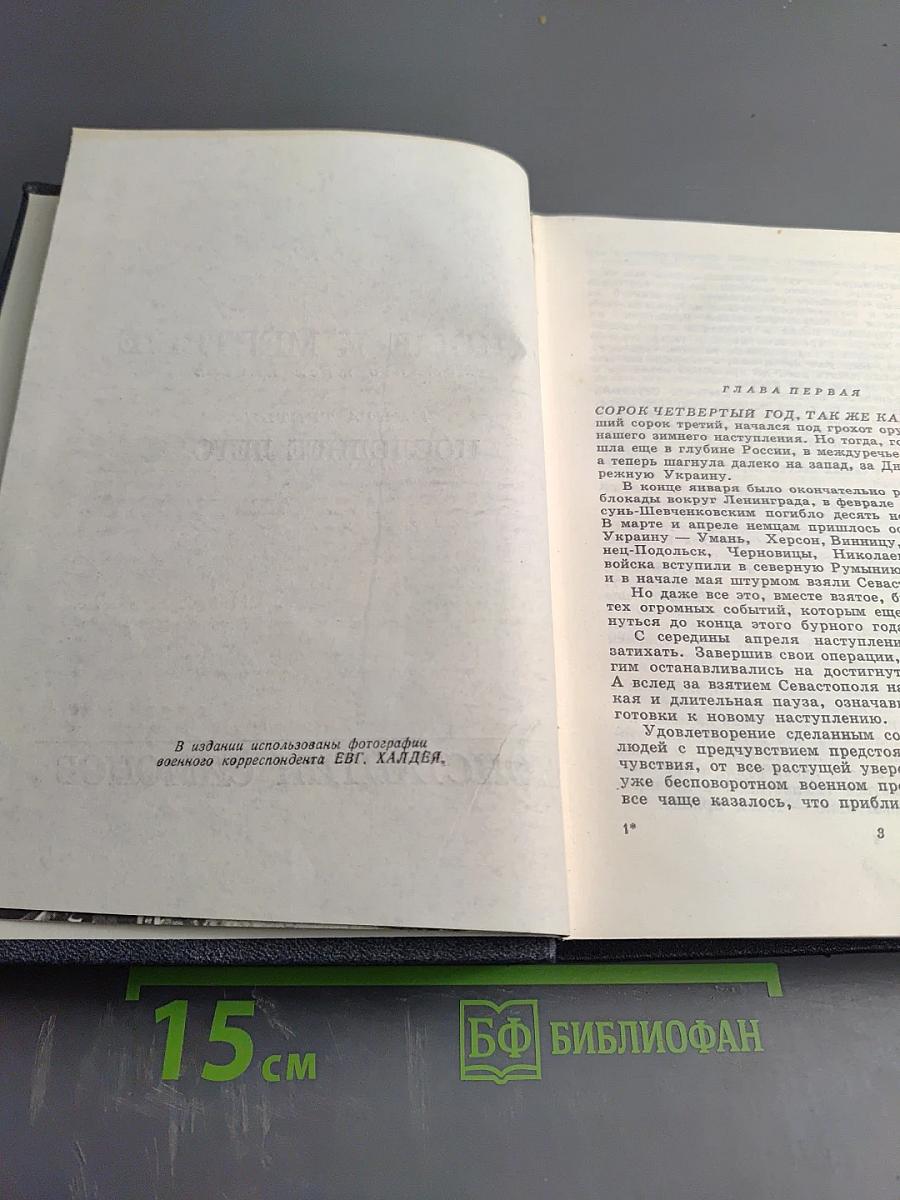 В издании использованы фотографии
военного корреспондента ЕВГ. ХАЛДЕЯ.
ГЛАВА ПЕРВАЯ
СОРОК ЧЕТВЕРТЫЙ ГОД, ТАК ЖЕ КА
ший сорок третий, начался под грохот ору
нашего зимнего наступления. Но тогда, го
шла еще в глубине России, в междуречье
а теперь шагнула далеко на запад, за Дн
режную Украину.
В конце января было окончательно р
блокады вокруг Ленинграда, в феврале
сунь-Шевченковским погибло десять не
В марте и апреле немцам пришлось ос
Украину — Умань, Херсон, Винницу,
нец-Подольск, Черновицы, Николаев
войска вступили в северную Румынию
и в начале мая штурмом взяли Севаст
Но даже все это, вместе взятое, б
тех огромных событий, которым еще
нуться до конца этого бурного года
С середины апреля наступлени
затихать. Завершив свои операции,
гим останавливались на достигнут
А вслед за взятием Севастополя на
кая и длительная пауза, означавш
готовки к новому наступлению.
Удовлетворение сделанным со
людей с предчувствием предстоя
чувствия, от все растущей увере
уже бесповоротном военном пре
все чаще казалось, что прибли
1*
3
15 см
БФ БИБЛИОФАН